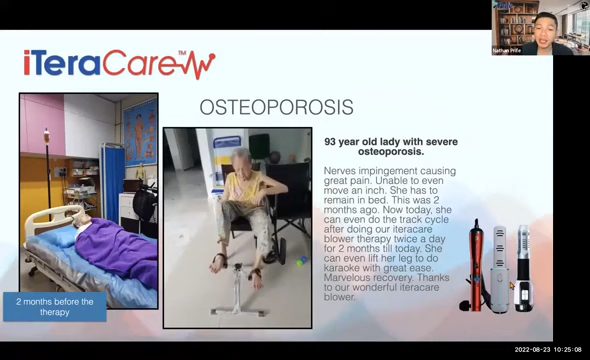 Nathan Prife
iTeraCare™
OSTEOPOROSIS
93 year old lady with severe
osteoporosis.
Nerves impingement causing
great pain. Unable to even
move an inch. She has to
remain in bed. This was 2
months ago. Now today, she
can even do the track cycle
after doing our iteracare
blower therapy twice a day
for 2 months till today. She
can even lift her leg to do
karaoke with great ease.
Marvelous recovery. Thanks
to our wonderful iteracare
blower.
2 months before the
therapy
2022-08-23 10:25:08